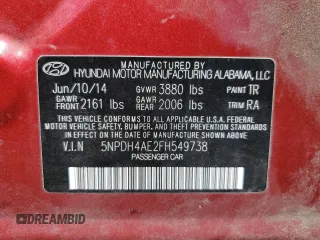 MANUFACTURED BY
HYUNDAI MOTOR MANUFACTURING ALABAMA, LLC
Jun/10/14 GVWR 3880 lbs PAINT TR
GAWR FRONT 2161 lbs GAWR REAR 2006 lbs TRIM RA
THIS VEHICLE CONFORMS TO ALL APPLICABLE FEDERAL
MOTOR VEHICLE SAFETY, BUMPER, AND THEFT PREVENTION
STANDARDS IN EFFECT ON THE DATE OF MANUFACTURE
SHOWN ABOVE.
V.I.N 5NPDH4AE2FH549738
PASSENGER CAR
DREAMBID